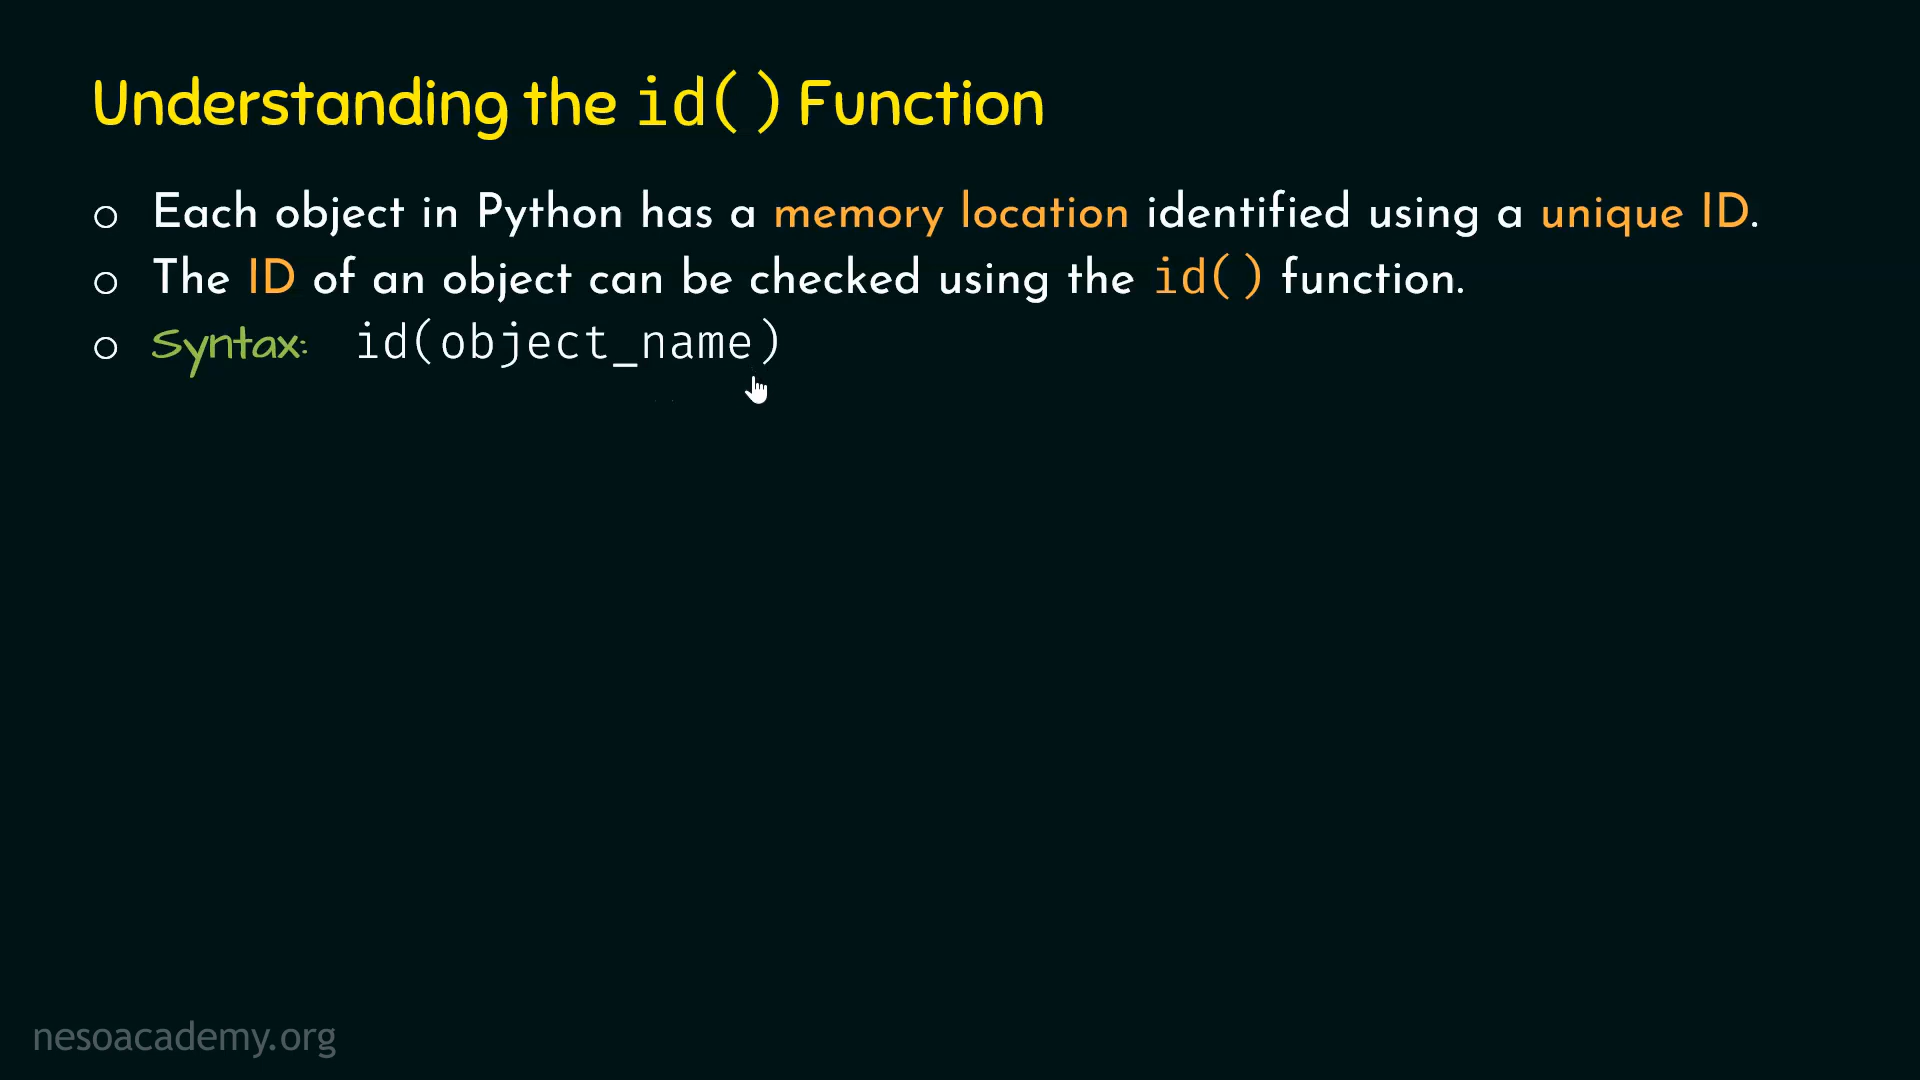 Understanding the id() Function
○ Each object in Python has a memory location identified using a unique ID.
○ The ID of an object can be checked using the id() function.
○ Syntax: id(object_name)
nesoacademy.org